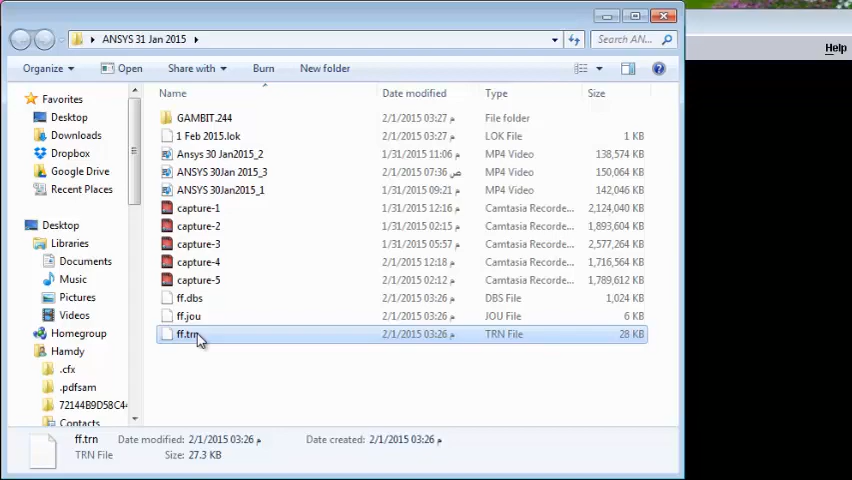 ANSYS 31 Jan 2015
Search AN...
Help
Organize Open Share with Burn New folder
Name Date modified Type Size
Favorites
Desktop
Downloads
Dropbox
Google Drive
Recent Places
Desktop
Libraries
Documents
Music
Pictures
Videos
Homegroup
Hamdy
.cfx
.pdfsam
72144B9D58C44
Contacts
GAMBIT.244 2/1/2015 03:27 م File folder
1 Feb 2015.lok 2/1/2015 03:27 م LOK File 1 KB
Ansys 30 Jan2015_2 1/31/2015 11:06 م MP4 Video 138,574 KB
ANSYS 30Jan 2015_3 2/1/2015 07:36 ص MP4 Video 150,064 KB
ANSYS 30Jan2015_1 1/31/2015 09:21 م MP4 Video 142,046 KB
capture-1 1/31/2015 12:16 م Camtasia Recorde... 2,124,040 KB
capture-2 1/31/2015 02:15 م Camtasia Recorde... 1,893,604 KB
capture-3 1/31/2015 05:57 م Camtasia Recorde... 2,577,264 KB
capture-4 2/1/2015 12:18 م Camtasia Recorde... 1,716,564 KB
capture-5 2/1/2015 02:12 م Camtasia Recorde... 1,789,612 KB
ff.dbs 2/1/2015 03:26 م DBS File 1,024 KB
ff.jou 2/1/2015 03:26 م JOU File 6 KB
ff.trn 2/1/2015 03:26 م TRN File 28 KB
ff.trn Date modified: 2/1/2015 03:26 م Date created: 2/1/2015 03:26 م
TRN File Size: 27.3 KB